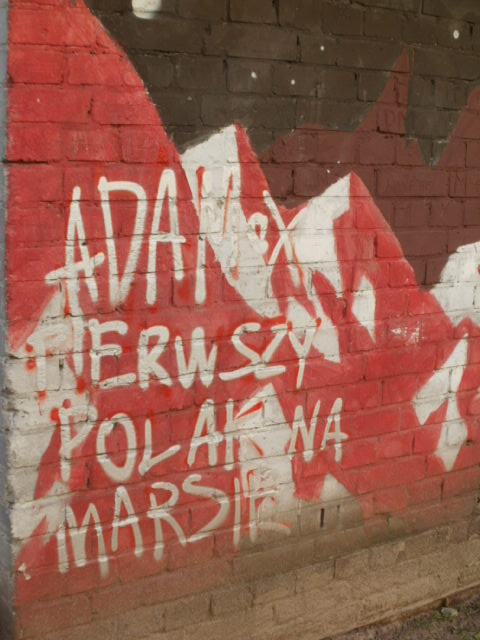 ADAM X
PIERWSZY
POLAK NA
MARSIE